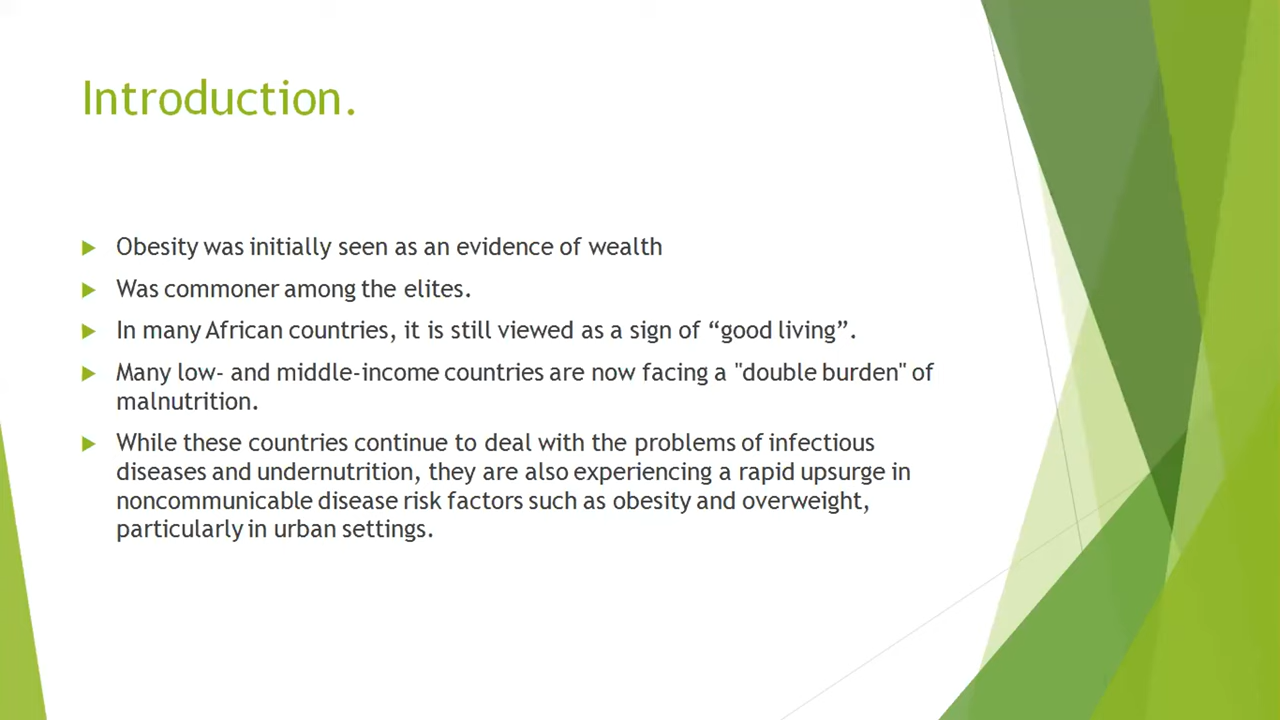 Introduction.
Obesity was initially seen as an evidence of wealth
Was commoner among the elites.
In many African countries, it is still viewed as a sign of “good living”.
Many low- and middle-income countries are now facing a "double burden" of
malnutrition.
While these countries continue to deal with the problems of infectious
diseases and undernutrition, they are also experiencing a rapid upsurge in
noncommunicable disease risk factors such as obesity and overweight,
particularly in urban settings.